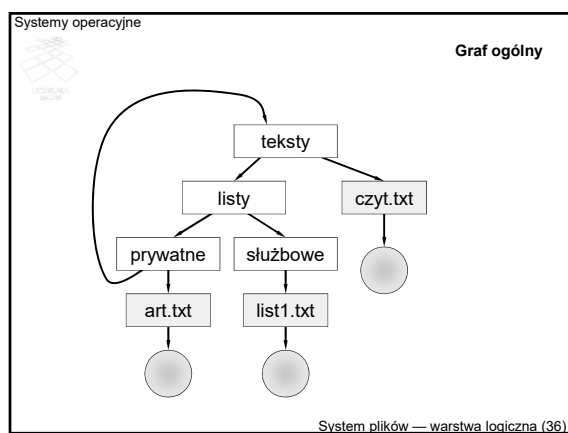 Systemy operacyjne
Graf ogólny
teksty
listy
czyt.txt
prywatne
służbowe
art.txt
list1.txt
System plików — warstwa logiczna (36)